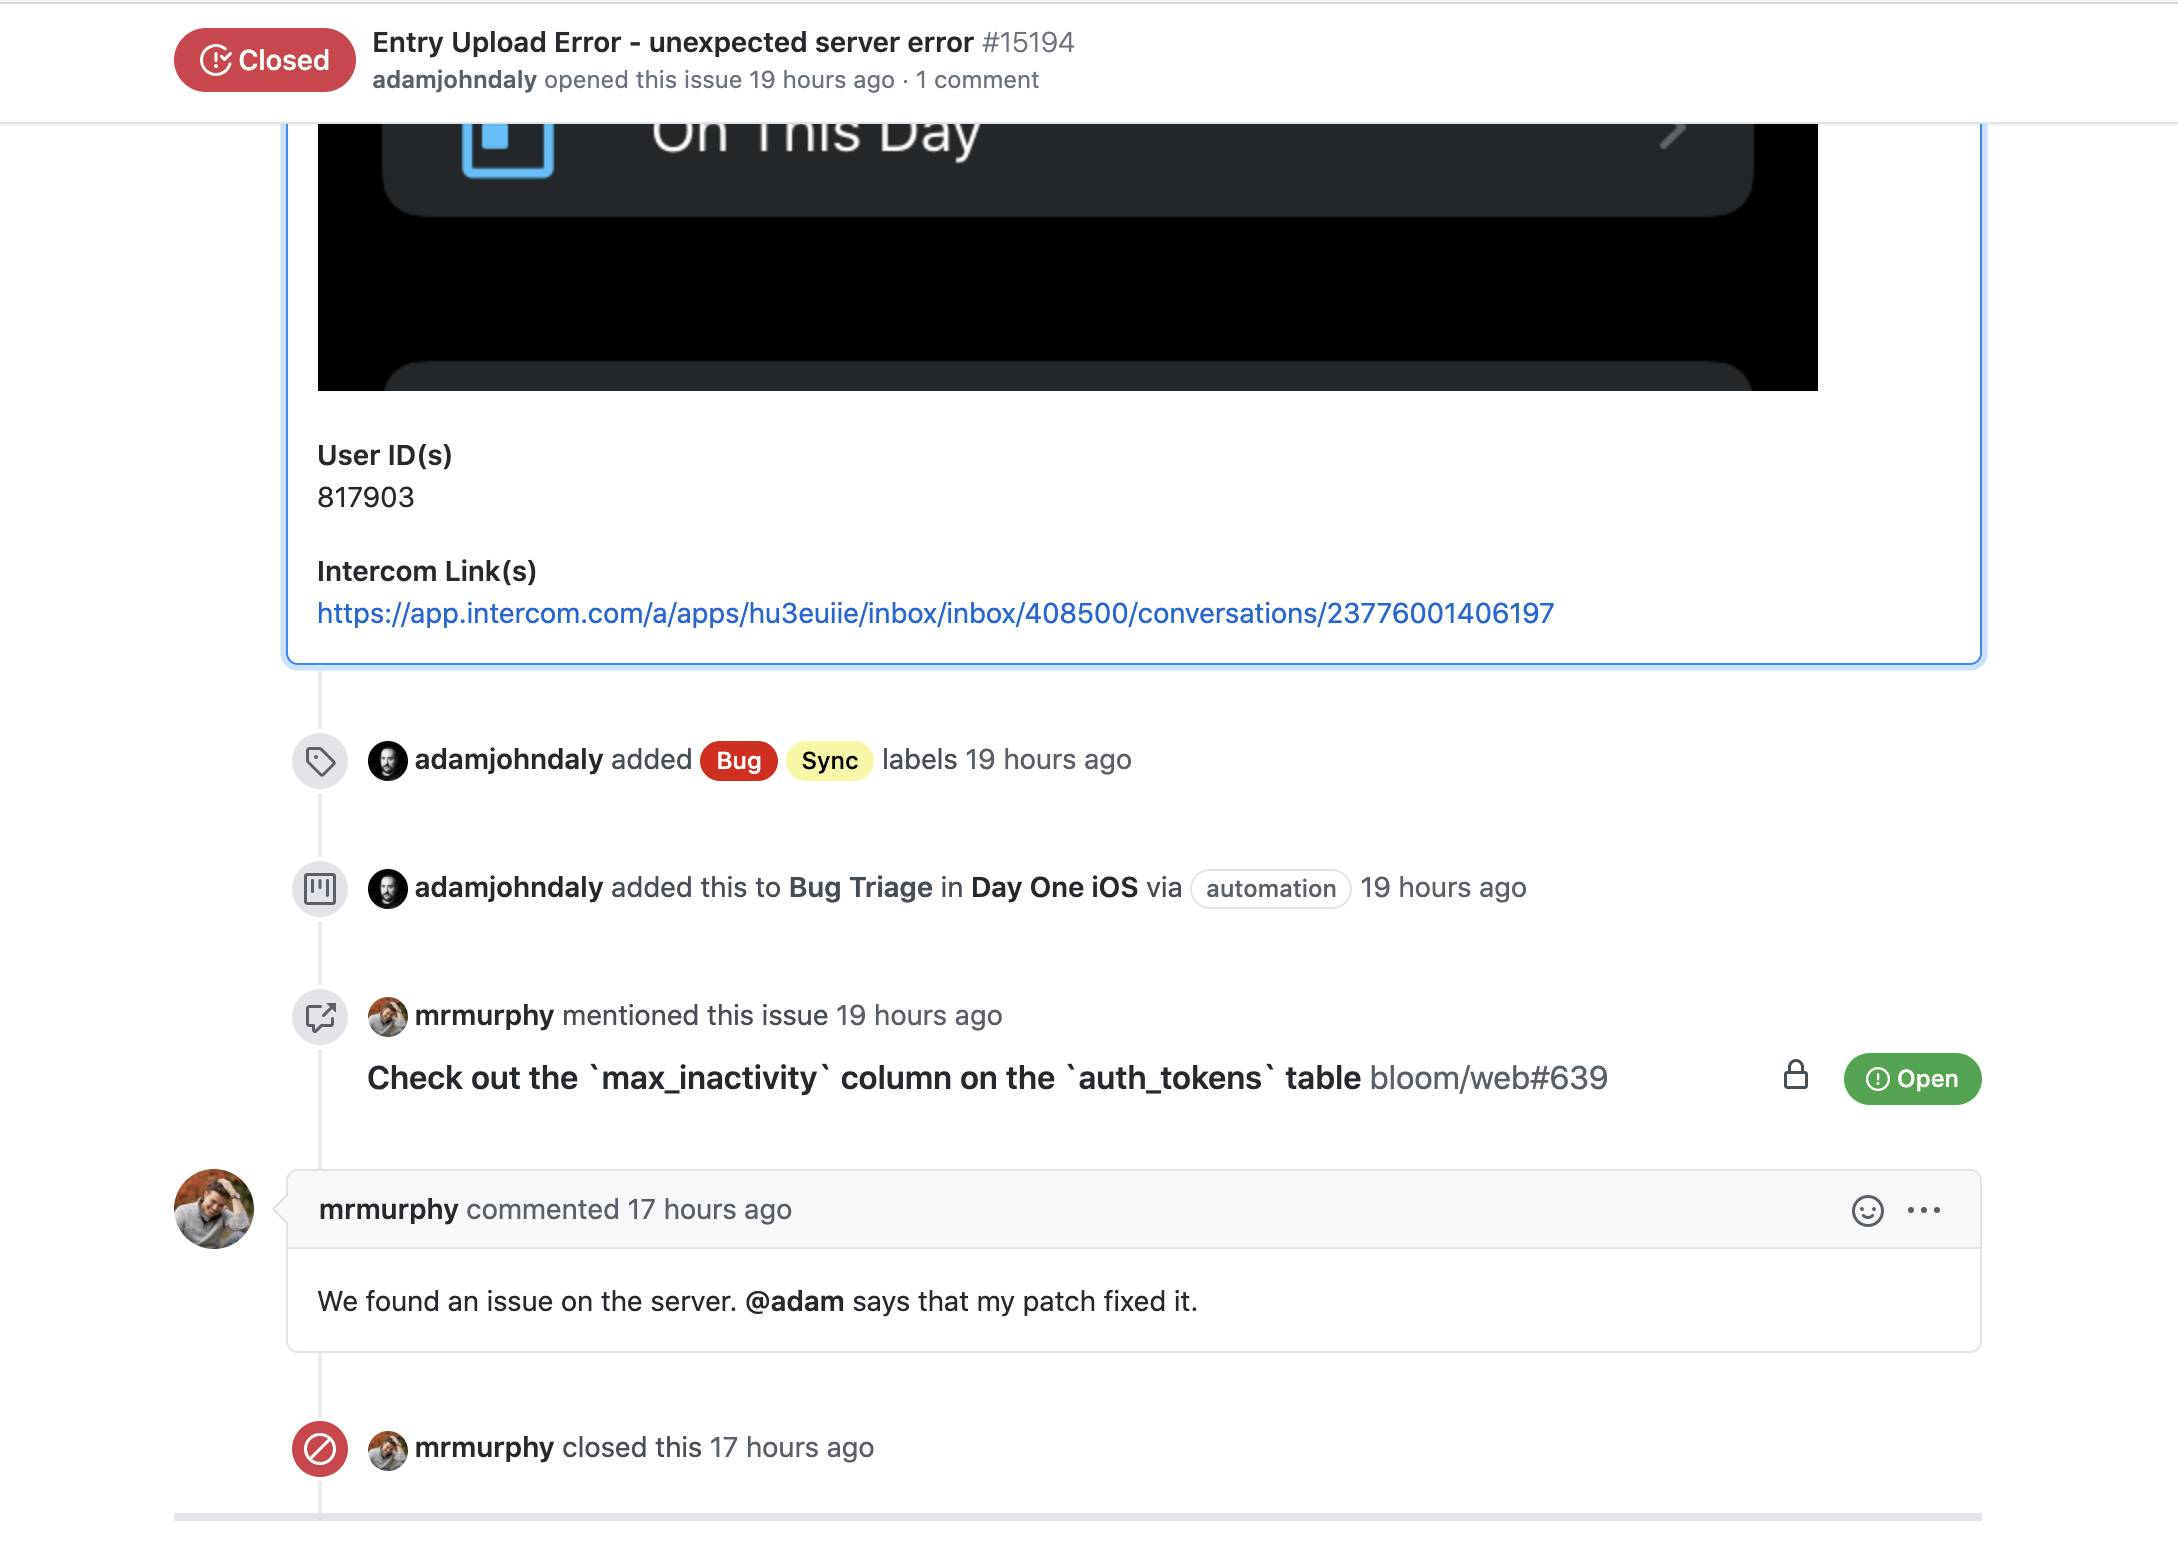 Closed
Entry Upload Error - unexpected server error #15194
adamjohndaly opened this issue 19 hours ago · 1 comment
On This Day
User ID(s)
817903
Intercom Link(s)
https://app.intercom.com/a/apps/hu3euiie/inbox/inbox/408500/conversations/23776001406197
adamjohndaly added Bug Sync labels 19 hours ago
adamjohndaly added this to Bug Triage in Day One iOS via automation 19 hours ago
mrmurphy mentioned this issue 19 hours ago
Check out the `max_inactivity` column on the `auth_tokens` table bloom/web#639
Open
mrmurphy commented 17 hours ago
We found an issue on the server. @adam says that my patch fixed it.
mrmurphy closed this 17 hours ago